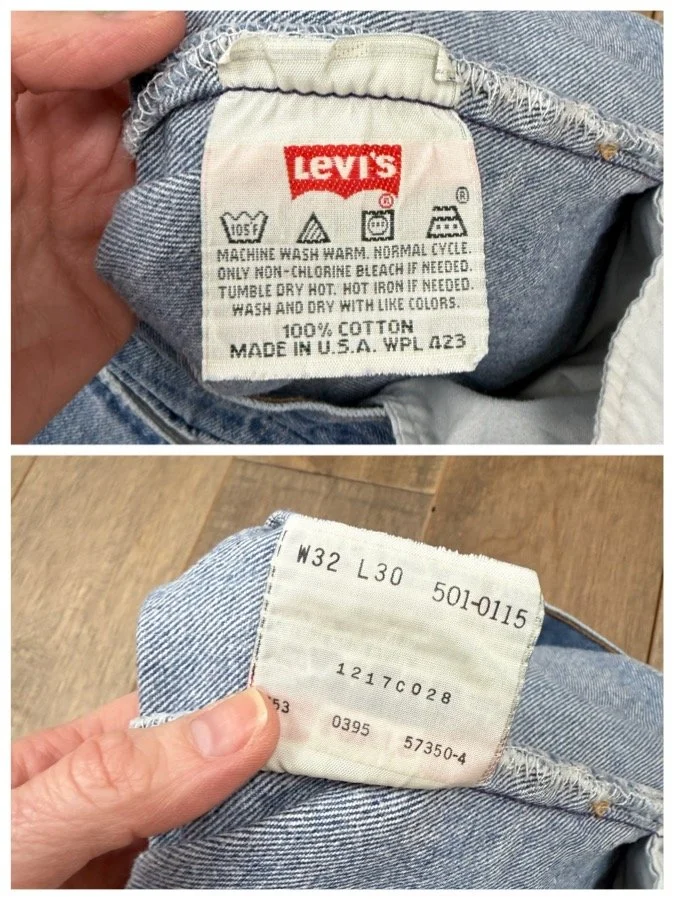 LEVI'S
®
105°F
®
MACHINE WASH WARM. NORMAL CYCLE.
ONLY NON-CHLORINE BLEACH IF NEEDED.
TUMBLE DRY HOT. HOT IRON IF NEEDED.
WASH AND DRY WITH LIKE COLORS.
100% COTTON
MADE IN U.S.A. WPL 423
W32 L30 501-0115
1217C028
53 0395 57350-4